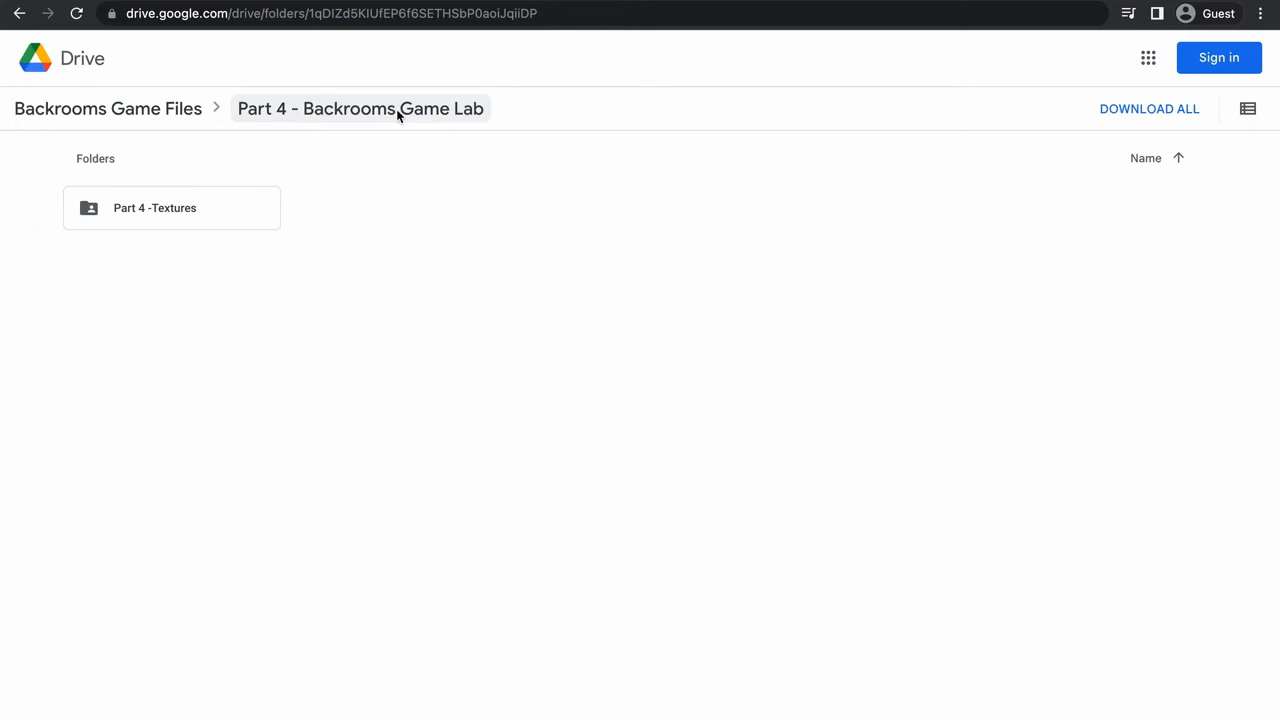 drive.google.com/drive/folders/1qDIZd5KIUfEP6f6SETHSbP0aoiJqiiDP
Guest
Drive
Sign in
Backrooms Game Files
Part 4 - Backrooms Game Lab
DOWNLOAD ALL
Folders
Name
Part 4 -Textures